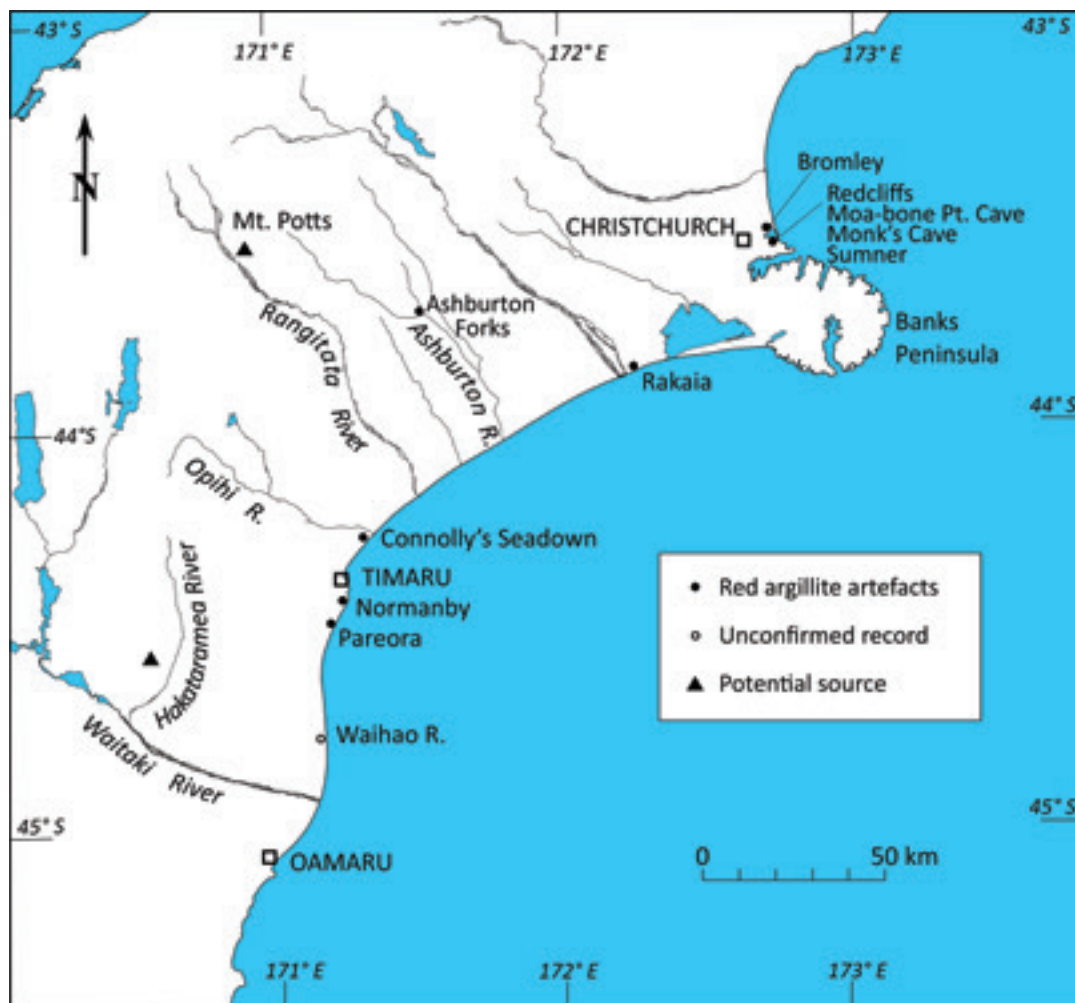 43° S
171° E
172° E
173° E
43° S
N
Bromley
Redcliffs
Moa-bone Pt. Cave
Monk's Cave
Sumner
CHRISTCHURCH
Mt. Potts
Ashburton
Forks
Rangitata River
Ashburton R.
Banks
Peninsula
Rakaia
44°S
44° S
Opihi R.
Connolly's Seadown
TIMARU
Normanby
Pareora
Hakataramea River
Waihao R.
Waitaki River
Red argillite artefacts
Unconfirmed record
Potential source
45° S
45° S
OAMARU
0 50 km
171° E
172° E
173° E